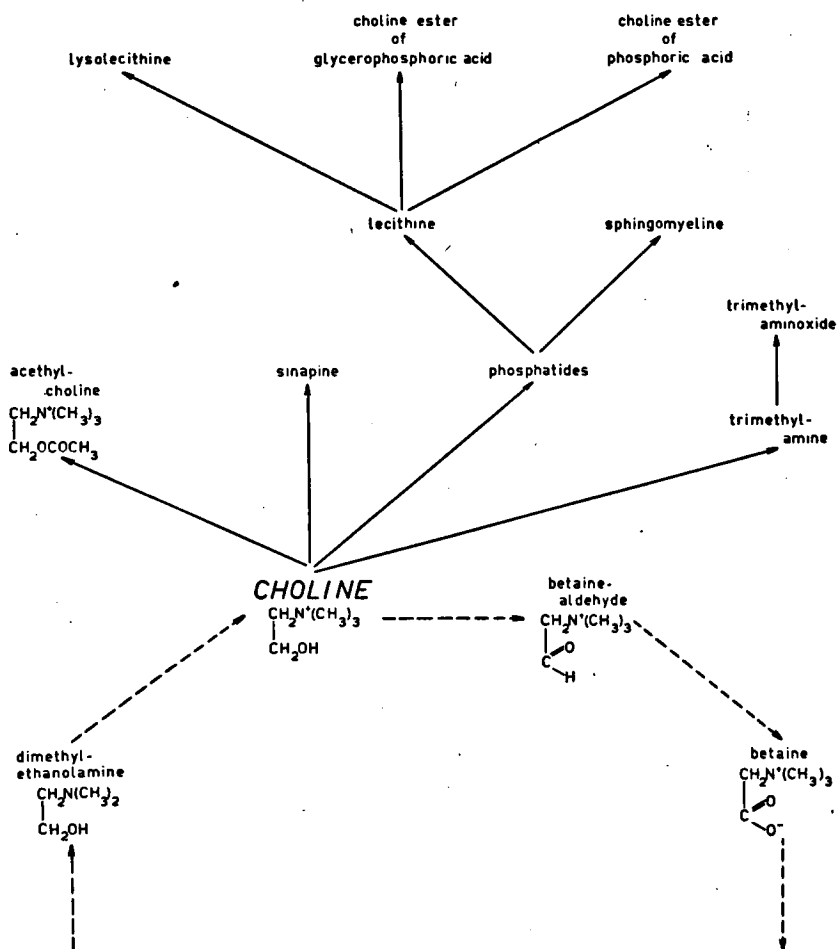 choline ester
of
glycerophosphoric acid
choline ester
of
phosphoric acid
lysolecithine
lecithine
sphingomyeline
trimethyl-
aminoxide
acethyl-
choline
CH₂N⁺(CH₃)₃
CH₂OCOCH₃
sinapine
phosphatides
trimethyl-
amine
CHOLINE
CH₂N⁺(CH₃)₃
CH₂OH
betaine-
aldehyde
CH₂N⁺(CH₃)₃
O
C
H
dimethyl-
ethanolamine
CH₂N(CH₃)₂
CH₂OH
betaine
CH₂N⁺(CH₃)₃
O
C
O⁻